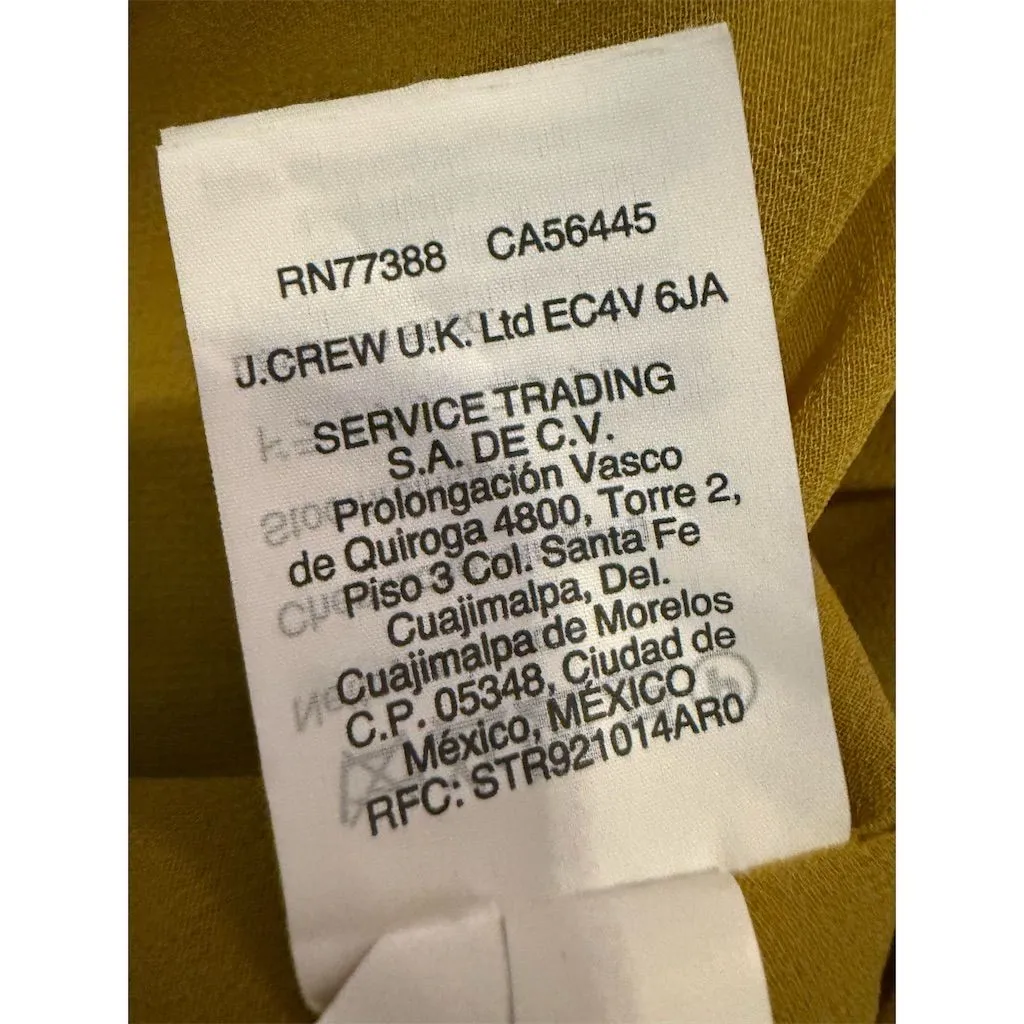 RN77388 CA56445
J.CREW U.K. Ltd EC4V 6JA
SERVICE TRADING
S.A. DE C.V.
Prolongación Vasco
de Quiroga 4800, Torre 2,
Piso 3 Col. Santa Fe
Cuajimalpa, Del.
Cuajimalpa de Morelos
C.P. 05348, Ciudad de
México, MÉXICO
RFC: STR921014AR0